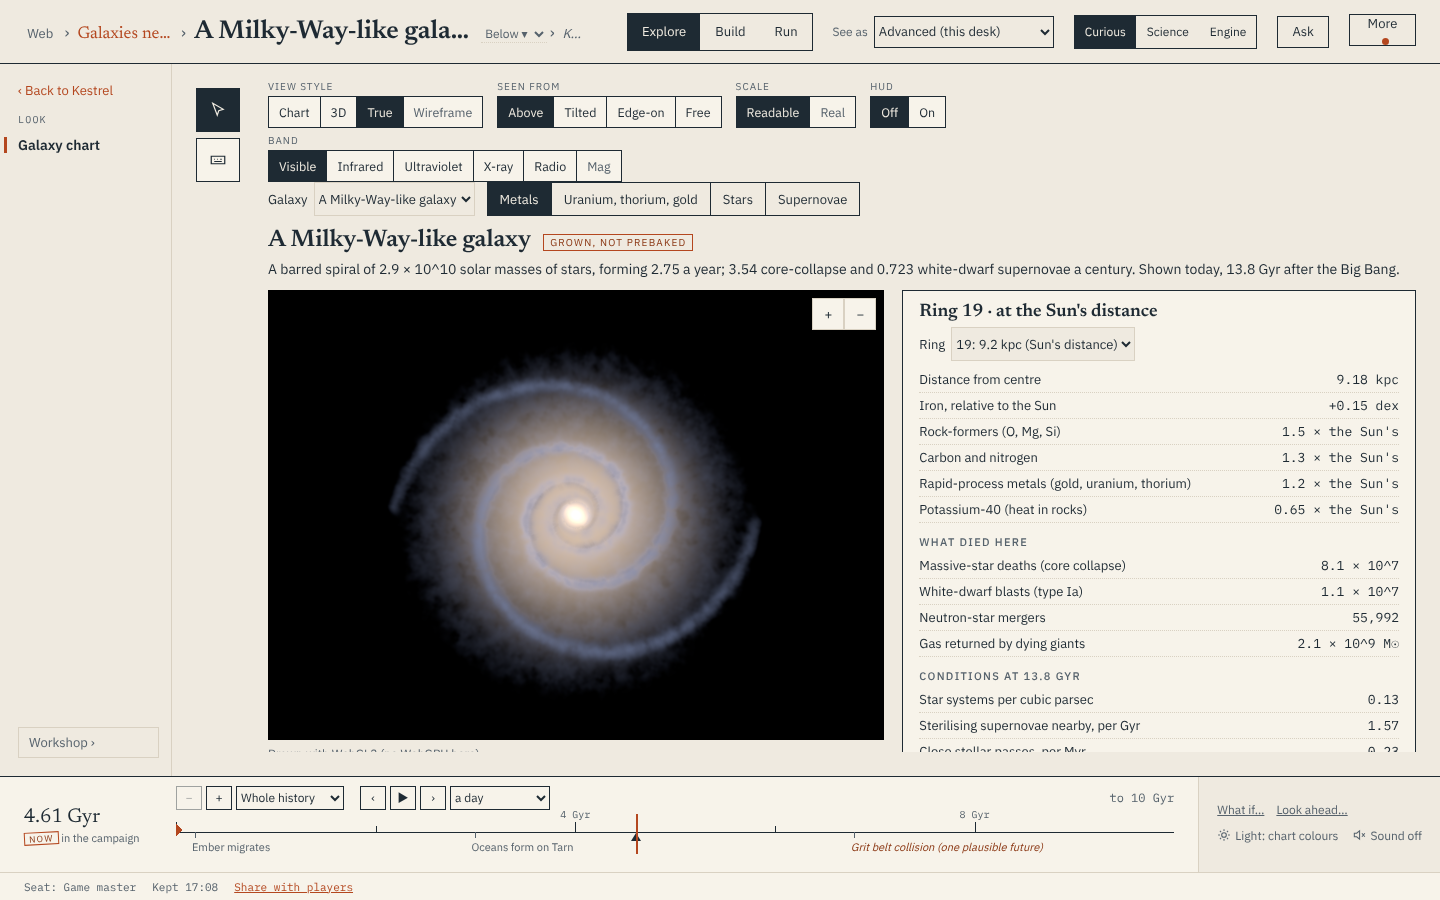 Web › Galaxies ne... › A Milky-Way-like gala... Below ▾ › K...
Explore Build Run See as Advanced (this desk) Curious Science Engine Ask More
‹ Back to Kestrel
LOOK
Galaxy chart
Workshop ›
VIEW STYLE SEEN FROM SCALE HUD
Chart 3D True Wireframe Above Tilted Edge-on Free Readable Real Off On
BAND
Visible Infrared Ultraviolet X-ray Radio Mag
Galaxy A Milky-Way-like galaxy Metals Uranium, thorium, gold Stars Supernovae
A Milky-Way-like galaxy GROWN, NOT PREBAKED
A barred spiral of 2.9 × 10^10 solar masses of stars, forming 2.75 a year; 3.54 core-collapse and 0.723 white-dwarf supernovae a century. Shown today, 13.8 Gyr after the Big Bang.
+ −
Ring 19 · at the Sun's distance
Ring 19: 9.2 kpc (Sun's distance)
Distance from centre 9.18 kpc
Iron, relative to the Sun +0.15 dex
Rock-formers (O, Mg, Si) 1.5 × the Sun's
Carbon and nitrogen 1.3 × the Sun's
Rapid-process metals (gold, uranium, thorium) 1.2 × the Sun's
Potassium-40 (heat in rocks) 0.65 × the Sun's
WHAT DIED HERE
Massive-star deaths (core collapse) 8.1 × 10^7
White-dwarf blasts (type Ia) 1.1 × 10^7
Neutron-star mergers 55,992
Gas returned by dying giants 2.1 × 10^9 M☉
CONDITIONS AT 13.8 GYR
Star systems per cubic parsec 0.13
Sterilising supernovae nearby, per Gyr 1.57
Close stellar passes, per Myr 0.23
4.61 Gyr
NOW in the campaign
− + Whole history ‹ ▶ › a day to 10 Gyr
4 Gyr 8 Gyr
Ember migrates Oceans form on Tarn Grit belt collision (one plausible future)
What if... Look ahead...
Light: chart colours Sound off
Seat: Game master Kept 17:08 Share with players